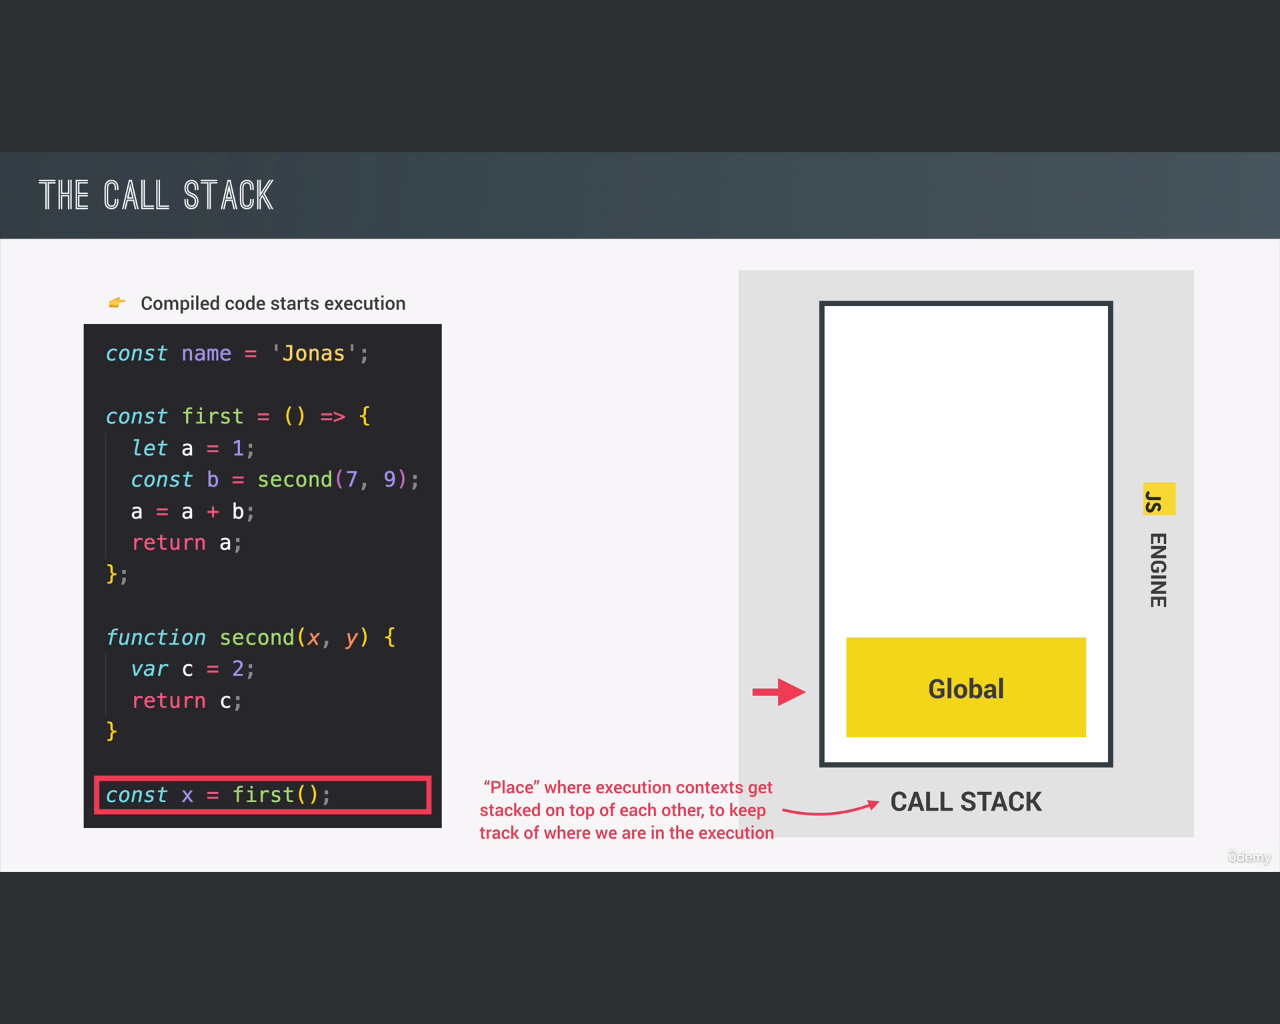 THE CALL STACK
👉 Compiled code starts execution
const name = 'Jonas';
const first = () => {
let a = 1;
const b = second(7, 9);
a = a + b;
return a;
};
function second(x, y) {
var c = 2;
return c;
}
const x = first();
“Place” where execution contexts get
stacked on top of each other, to keep
track of where we are in the execution
Global
CALL STACK
JS ENGINE
ûdemy